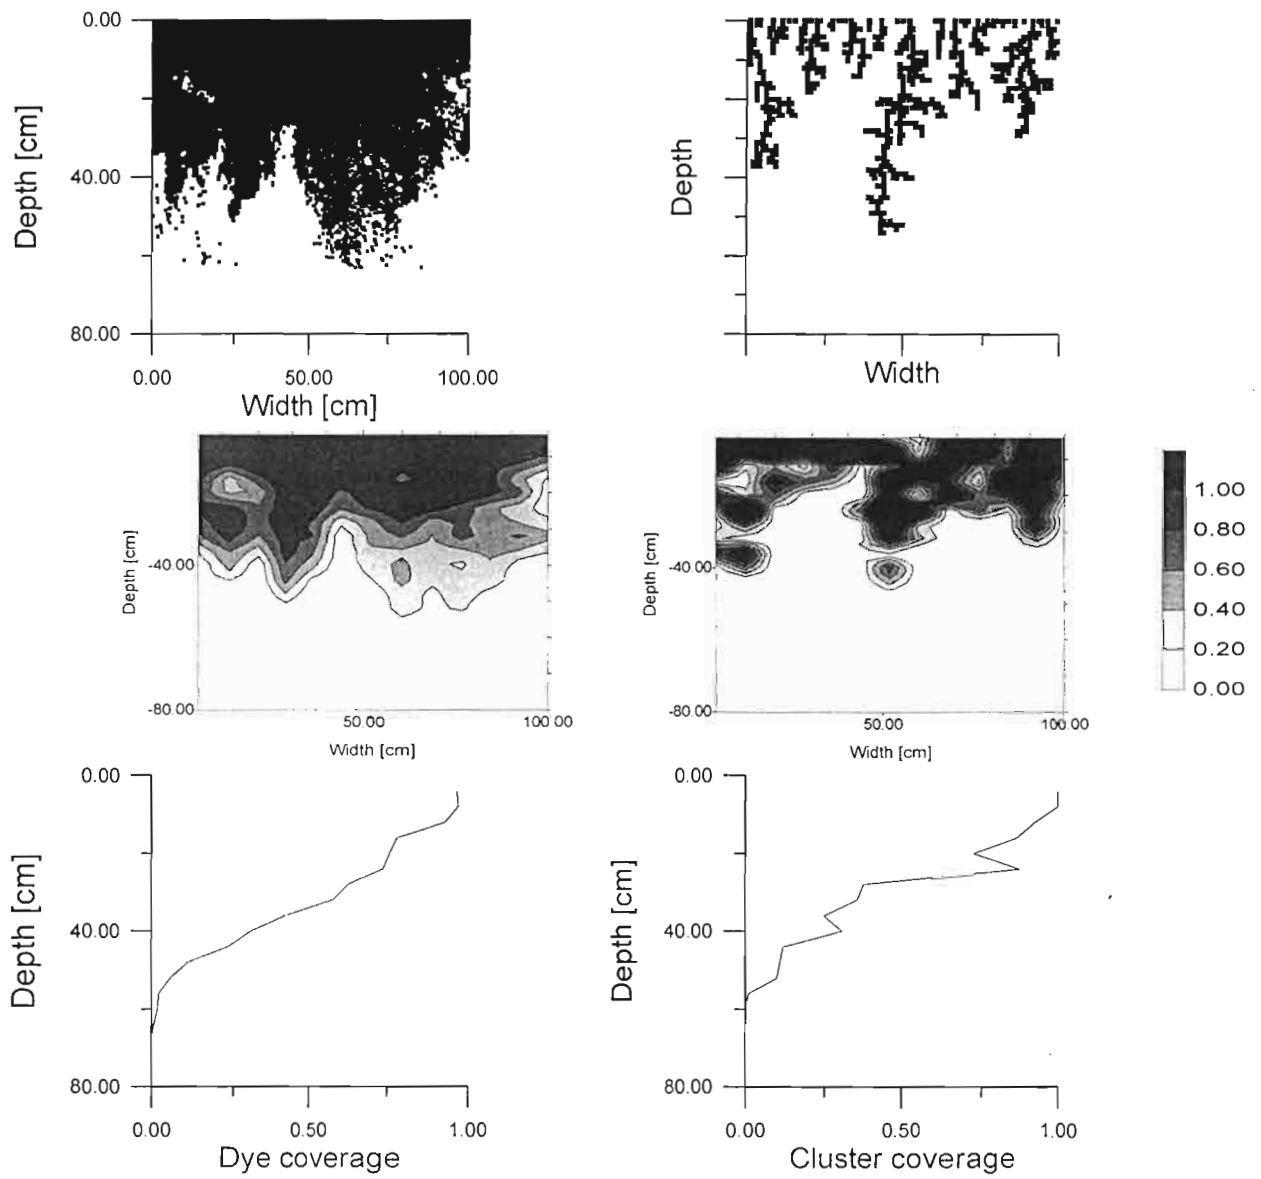 0.00
40.00
80.00
Depth [cm]
0.00 50.00 100.00
Width [cm]
Depth
Width
Depth [cm]
-40.00
-80.00
50.00 100.00
Width [cm]
Depth [cm]
-40.00
-80.00
50.00 100.00
Width [cm]
1.00
0.80
0.60
0.40
0.20
0.00
0.00
40.00
80.00
Depth [cm]
0.00 0.50 1.00
Dye coverage
0.00
40.00
80.00
Depth [cm]
0.00 0.50 1.00
Cluster coverage